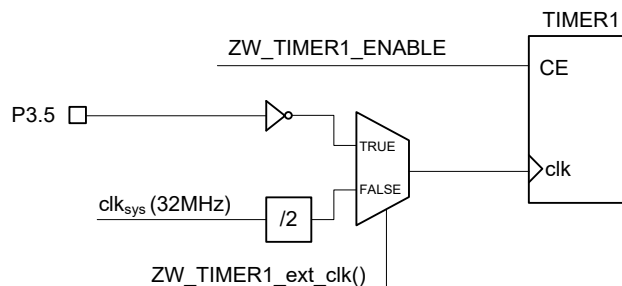 TIMER1
ZW_TIMER1_ENABLE
CE
P3.5
TRUE
clk
FALSE
clksys (32MHz)
/2
ZW_TIMER1_ext_clk()